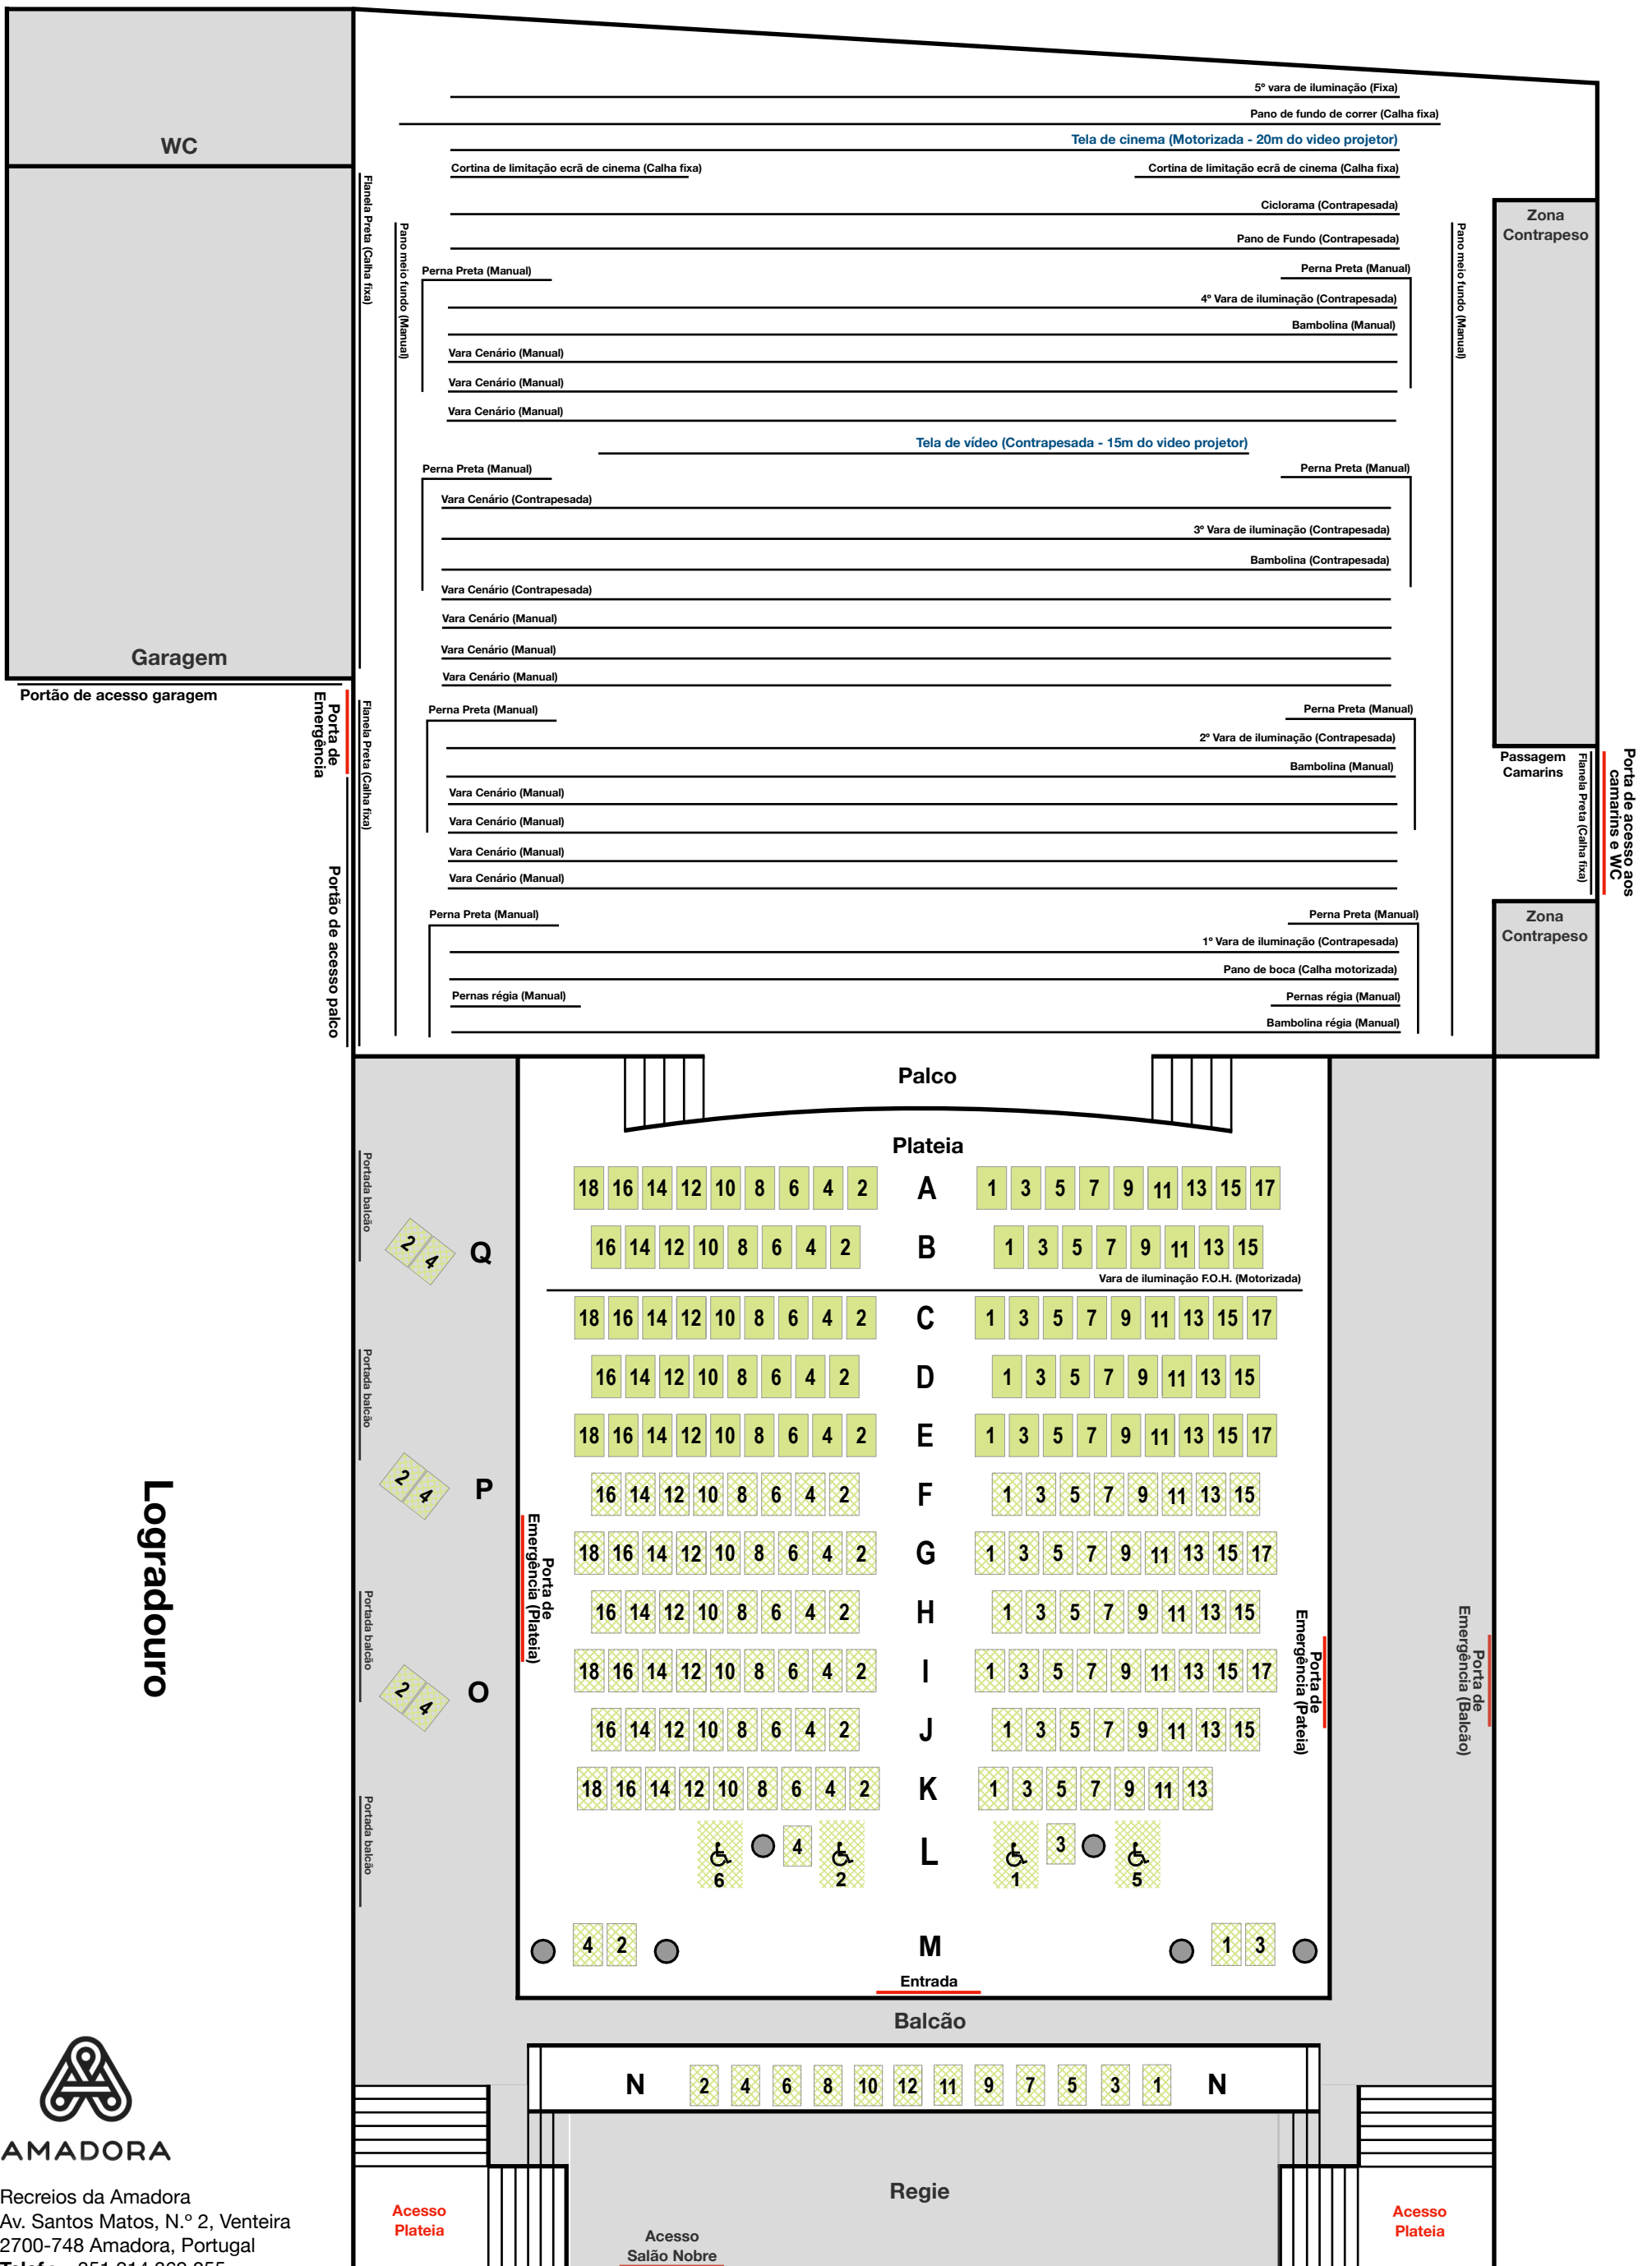 WC
5º vara de iluminação (Fixa)
Pano de fundo de correr (Calha fixa)
Tela de cinema (Motorizada - 20m do video projetor)
Cortina de limitação ecrã de cinema (Calha fixa)
Cortina de limitação ecrã de cinema (Calha fixa)
Ciclorama (Contrapesada)
Pano de Fundo (Contrapesada)
Flanela Preta (Calha fixa)
Pano meio fundo (Manual)
Pano meio fundo (Manual)
Zona
Contrapeso
Perna Preta (Manual)
Perna Preta (Manual)
4º Vara de iluminação (Contrapesada)
Bambolina (Manual)
Vara Cenário (Manual)
Vara Cenário (Manual)
Vara Cenário (Manual)
Tela de vídeo (Contrapesada - 15m do video projetor)
Perna Preta (Manual)
Perna Preta (Manual)
Vara Cenário (Contrapesada)
3º Vara de iluminação (Contrapesada)
Bambolina (Contrapesada)
Vara Cenário (Contrapesada)
Vara Cenário (Manual)
Vara Cenário (Manual)
Vara Cenário (Manual)
Garagem
Portão de acesso garagem
Porta de
Emergência
Flanela Preta (Calha fixa)
Perna Preta (Manual)
Perna Preta (Manual)
2º Vara de iluminação (Contrapesada)
Bambolina (Manual)
Vara Cenário (Manual)
Vara Cenário (Manual)
Vara Cenário (Manual)
Vara Cenário (Manual)
Passagem
Camarins
Flanela Preta (Calha fixa)
Porta de acesso aos
camarins e WC
Portão de acesso palco
Zona
Contrapeso
Perna Preta (Manual)
Perna Preta (Manual)
1º Vara de iluminação (Contrapesada)
Pano de boca (Calha motorizada)
Pernas régia (Manual)
Pernas régia (Manual)
Bambolina régia (Manual)
Palco
Plateia
18 16 14 12 10 8 6 4 2 A 1 3 5 7 9 11 13 15 17
16 14 12 10 8 6 4 2 B 1 3 5 7 9 11 13 15
Vara de iluminação F.O.H. (Motorizada)
18 16 14 12 10 8 6 4 2 C 1 3 5 7 9 11 13 15 17
16 14 12 10 8 6 4 2 D 1 3 5 7 9 11 13 15
18 16 14 12 10 8 6 4 2 E 1 3 5 7 9 11 13 15 17
16 14 12 10 8 6 4 2 F 1 3 5 7 9 11 13 15
18 16 14 12 10 8 6 4 2 G 1 3 5 7 9 11 13 15 17
16 14 12 10 8 6 4 2 H 1 3 5 7 9 11 13 15
18 16 14 12 10 8 6 4 2 I 1 3 5 7 9 11 13 15 17
16 14 12 10 8 6 4 2 J 1 3 5 7 9 11 13 15
18 16 14 12 10 8 6 4 2 K 1 3 5 7 9 11 13
6 4 2 L 1 3 5
4 2 M 1 3
Entrada
Portada balcão
2 4 Q
Portada balcão
2 4 P
Portada balcão
2 4 O
Portada balcão
Porta de
Emergência (Plateia)
Porta de
Emergência (Pateia)
Porta de
Emergência (Balcão)
Logradouro
Balcão
N 2 4 6 8 10 12 11 9 7 5 3 1 N
Regie
Acesso
Plateia
Acesso
Salão Nobre
Acesso
Plateia
AMADORA
Recreios da Amadora
Av. Santos Matos, N.º 2, Venteira
2700-748 Amadora, Portugal